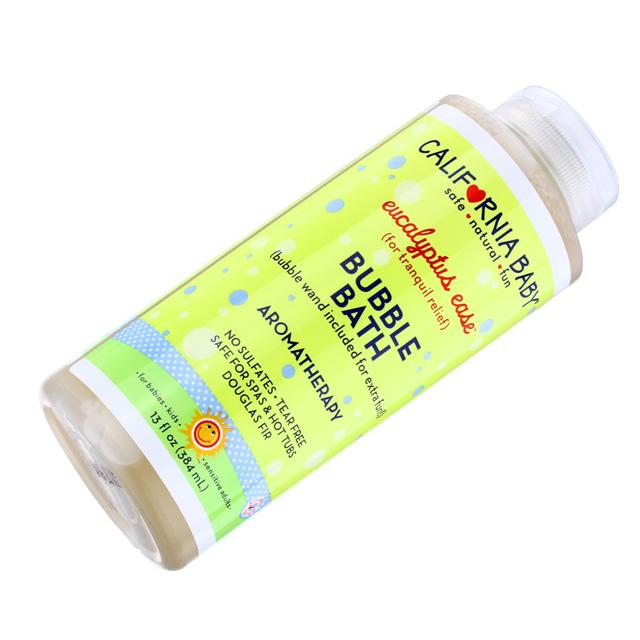 CALIFORNIA BABY
safe • natural • fun
eucalyptus ease
(for tranquil relief)
BUBBLE
BATH
(bubble wand included for extra fun!)
AROMATHERAPY
NO SULFATES • TEAR FREE
SAFE FOR SPAS & HOT TUBS
DOUGLAS FIR
• for babies • kids • sensitive adults •
13 fl oz (384 mL)